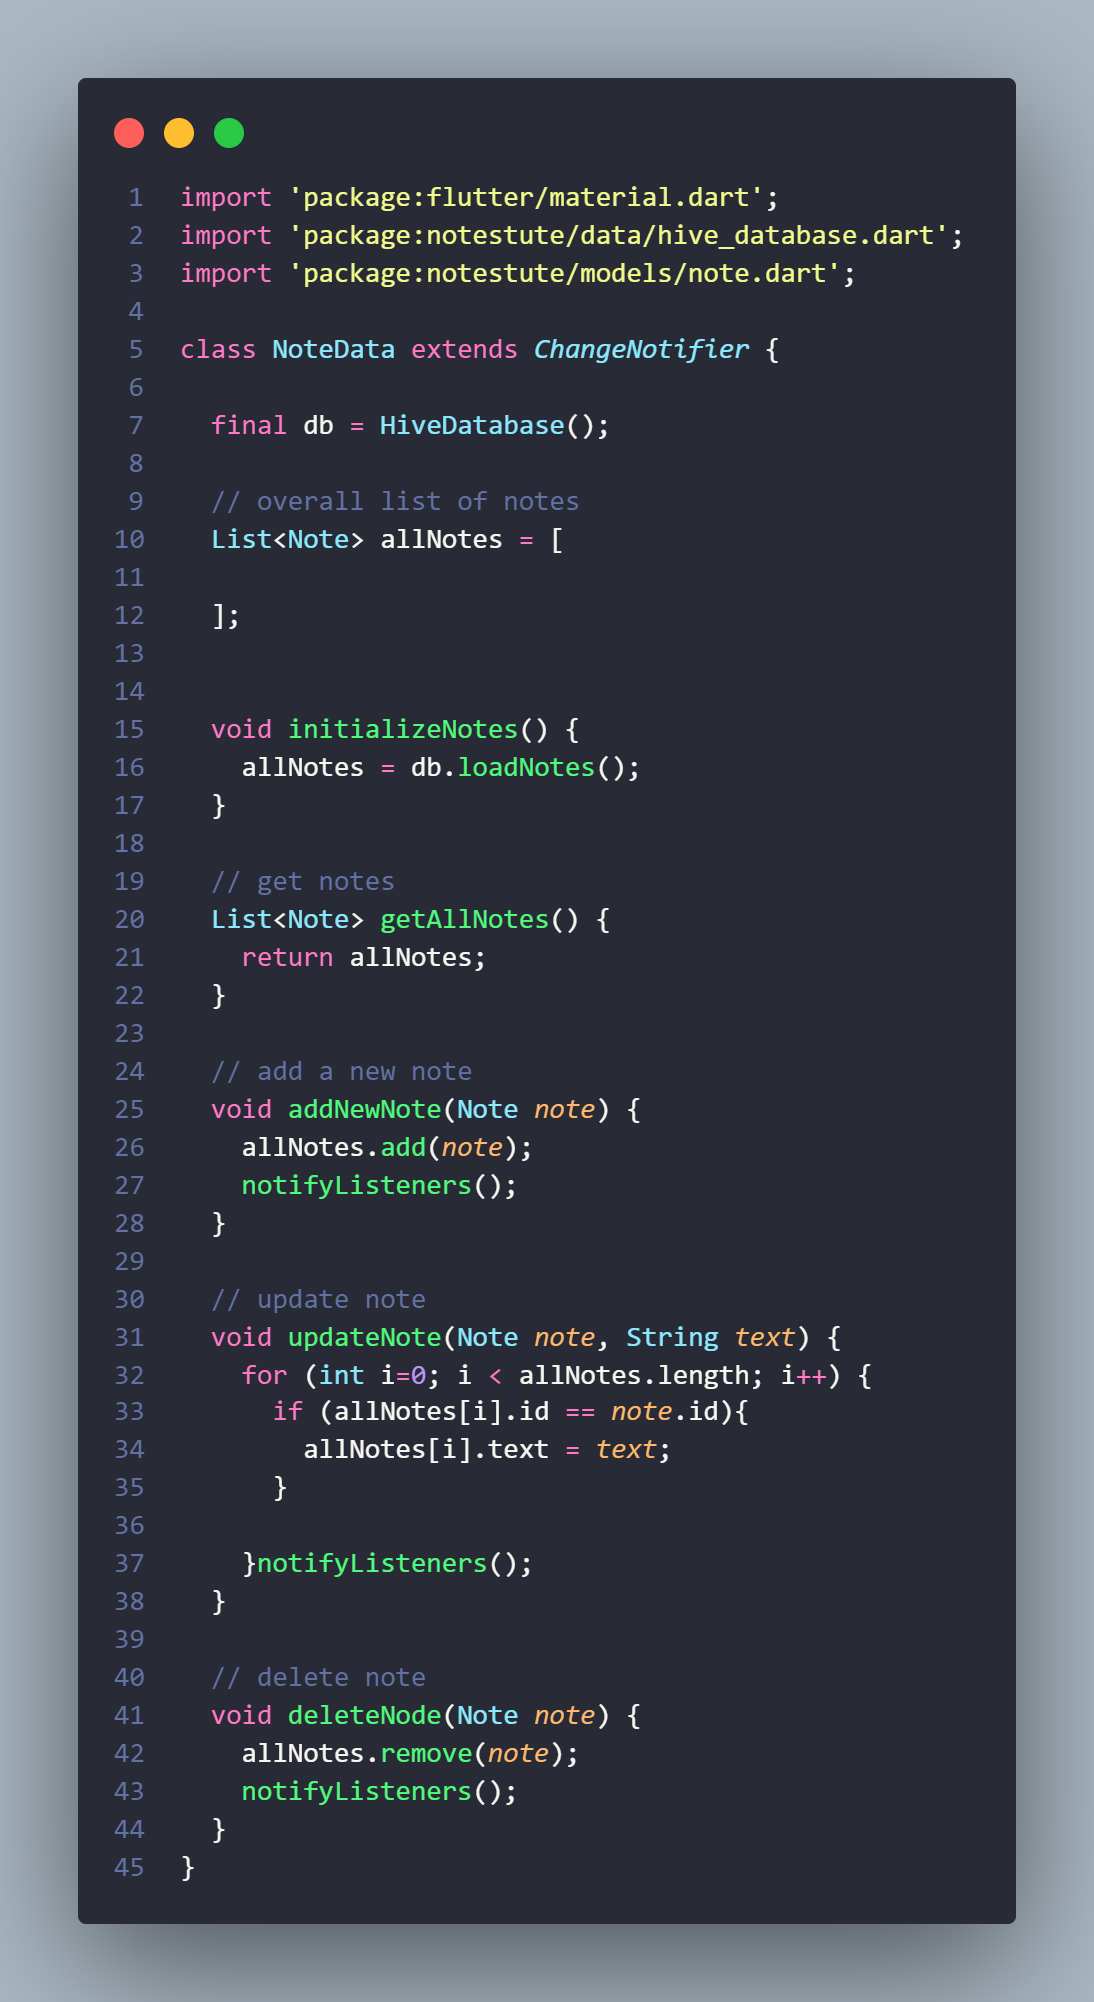 1 import 'package:flutter/material.dart';
2 import 'package:notestute/data/hive_database.dart';
3 import 'package:notestute/models/note.dart';
4
5 class NoteData extends ChangeNotifier {
6
7   final db = HiveDatabase();
8
9   // overall list of notes
10   List<Note> allNotes = [
11
12   ];
13
14
15   void initializeNotes() {
16     allNotes = db.loadNotes();
17   }
18
19   // get notes
20   List<Note> getAllNotes() {
21     return allNotes;
22   }
23
24   // add a new note
25   void addNewNote(Note note) {
26     allNotes.add(note);
27     notifyListeners();
28   }
29
30   // update note
31   void updateNote(Note note, String text) {
32     for (int i=0; i < allNotes.length; i++) {
33       if (allNotes[i].id == note.id){
34         allNotes[i].text = text;
35       }
36
37     }notifyListeners();
38   }
39
40   // delete note
41   void deleteNode(Note note) {
42     allNotes.remove(note);
43     notifyListeners();
44   }
45 }